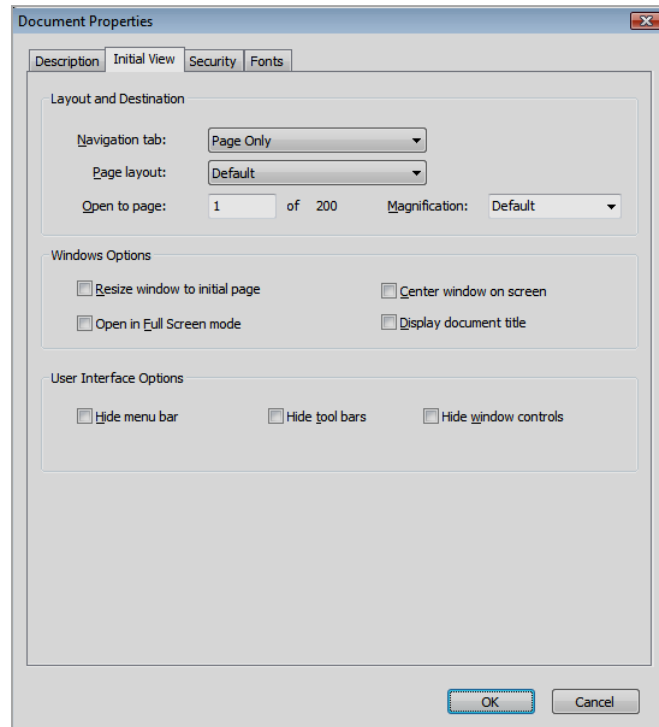 Document Properties
Description Initial View Security Fonts
Layout and Destination
Navigation tab: Page Only
Page layout: Default
Open to page: 1 of 200 Magnification: Default
Windows Options
Resize window to initial page Center window on screen
Open in Full Screen mode Display document title
User Interface Options
Hide menu bar Hide tool bars Hide window controls
OK Cancel